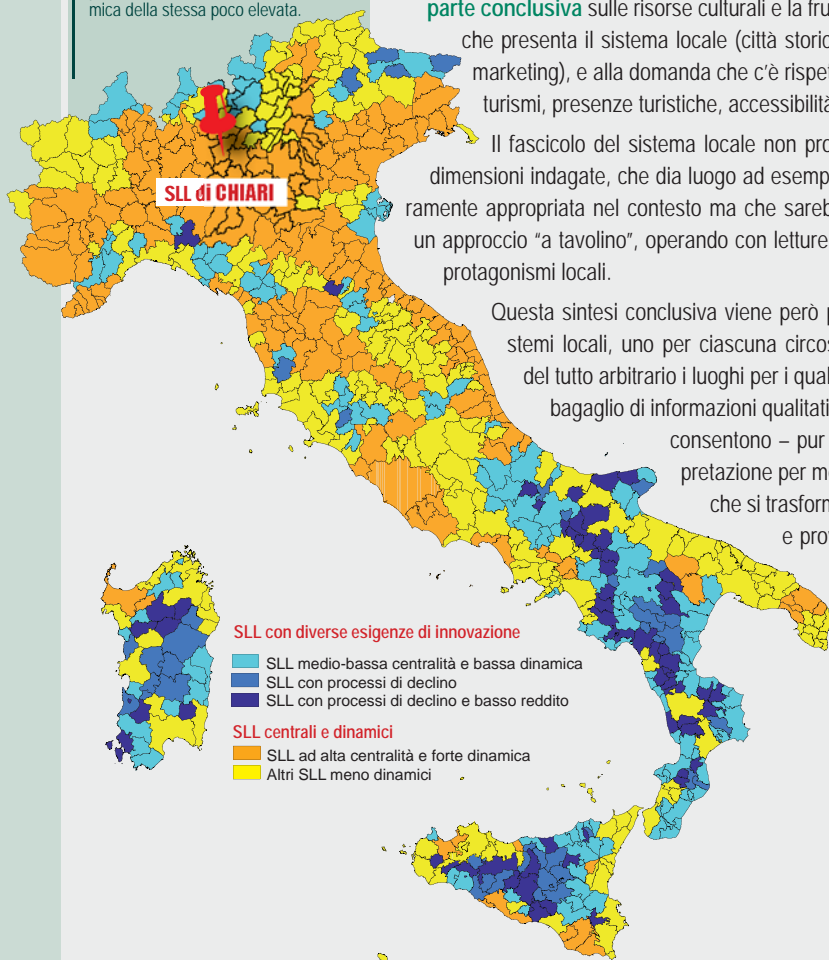 mica della stessa poco elevata.
parte conclusiva sulle risorse culturali e la fru
che presenta il sistema locale (città storic
marketing), e alla domanda che c'è rispet
turismi, presenze turistiche, accessibilità
Il fascicolo del sistema locale non pro
dimensioni indagate, che dia luogo ad esemp
ramente appropriata nel contesto ma che sareb
un approccio "a tavolino", operando con letture
protagonismi locali.
Questa sintesi conclusiva viene però p
stemi locali, uno per ciascuna circos
del tutto arbitrario i luoghi per i qual
bagaglio di informazioni qualitati
consentono – pur
pretazione per me
che si trasforn
e prot
SLL di CHIARI
SLL con diverse esigenze di innovazione
SLL medio-bassa centralità e bassa dinamica
SLL con processi di declino
SLL con processi di declino e basso reddito
SLL centrali e dinamici
SLL ad alta centralità e forte dinamica
Altri SLL meno dinamici